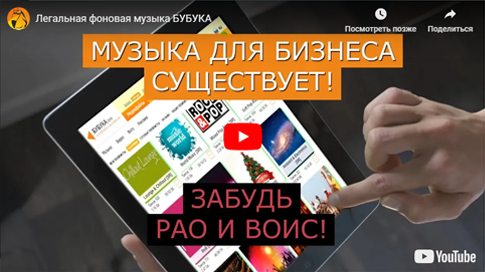 Легальная фоновая музыка БУБУКА
Посмотреть позже
Поделиться
МУЗЫКА ДЛЯ БИЗНЕСА
СУЩЕСТВУЕТ!
ROCK
&POP
ЗАБУДЬ
РАО И ВОИС!
YouTube